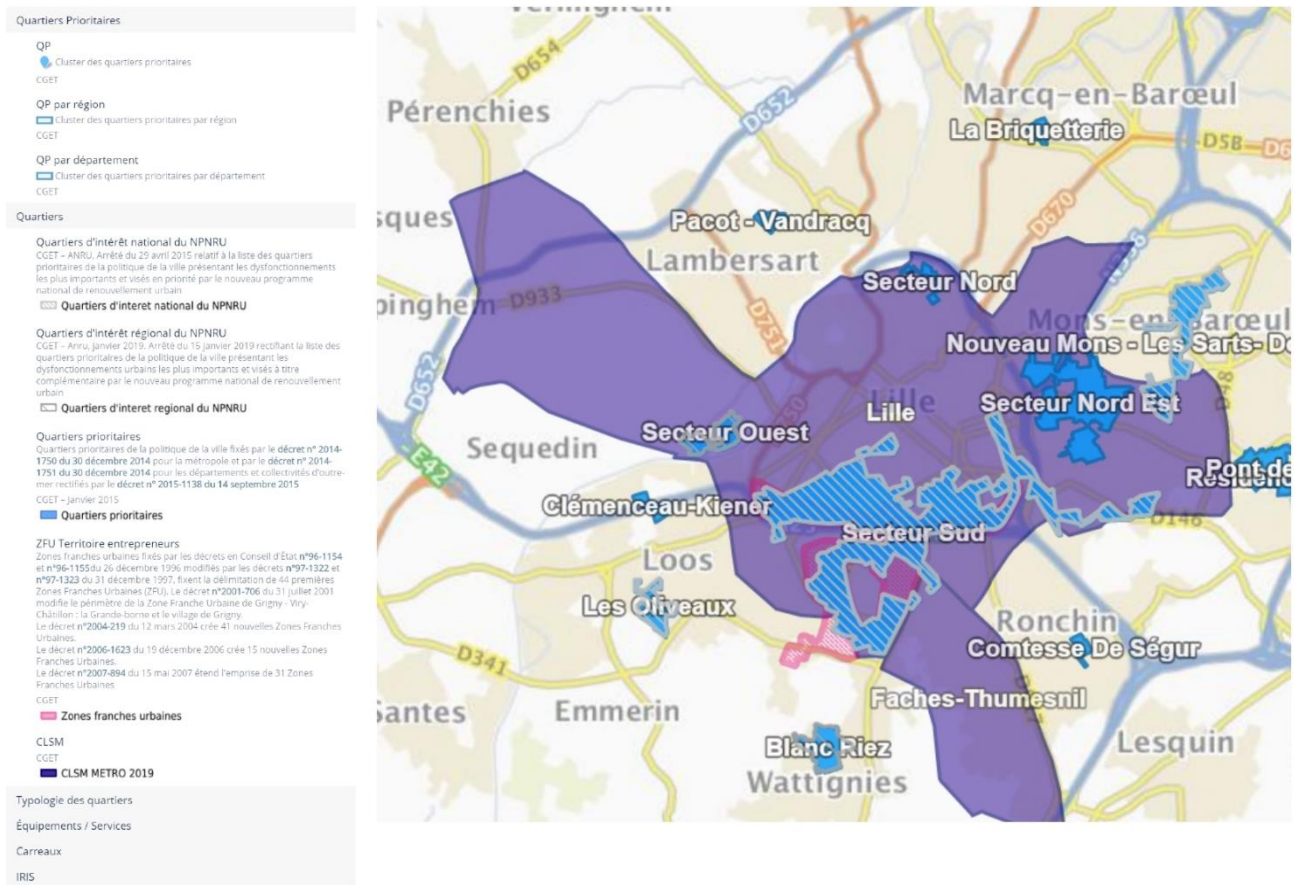 Quartiers Prioritaires
QP
Cluster des quartiers prioritaires
CGET
QP par région
Cluster des quartiers prioritaires par région
CGET
QP par département
Cluster des quartiers prioritaires par département
CGET
Quartiers
Quartiers d'intérêt national du NPNRU
CGET – ANRU, Arrêté du 29 avril 2015 relatif à la liste des quartiers
prioritaires de la politique de la ville présentant les dysfonctionnements
les plus importants et visés en priorité par le nouveau programme
national de renouvellement urbain
Quartiers d'interet national du NPNRU
Quartiers d'intérêt régional du NPNRU
CGET – Anru, janvier 2019. Arrêté du 15 janvier 2019 rectifiant la liste des
quartiers prioritaires de la politique de la ville présentant les
dysfonctionnements urbains les plus importants et visés à titre
complémentaire par le nouveau programme national de renouvellement
urbain
Quartiers d'interet regional du NPNRU
Quartiers prioritaires
Quartiers prioritaires de la politique de la ville fixés par le décret n° 2014-
1750 du 30 décembre 2014 pour la métropole et par le décret n° 2014-
1751 du 30 décembre 2014 pour les départements et collectivités d'outre-
mer rectifiés par le décret n° 2015-1138 du 14 septembre 2015
CGET – Janvier 2015
Quartiers prioritaires
ZFU Territoire entrepreneurs
Zones franches urbaines fixés par les décrets en Conseil d'État n°96-1154
et n°96-1155du 26 décembre 1996 modifiés par les décrets n°97-1322 et
n°97-1323 du 31 décembre 1997, fixent la délimitation de 44 premières
Zones Franches Urbaines (ZFU). Le décret n°2001-706 du 31 juillet 2001
modifie le périmètre de la Zone Franche Urbaine de Grigny - Viry-
Châtillon : la Grande-borne et le village de Grigny.
Le décret n°2004-219 du 12 mars 2004 crée 41 nouvelles Zones Franches
Urbaines.
Le décret n°2006-1623 du 19 décembre 2006 crée 15 nouvelles Zones
Franches Urbaines.
Le décret n°2007-894 du 15 mai 2007 étend l'emprise de 31 Zones
Franches Urbaines
CGET
Zones franches urbaines
CLSM
CGET
CLSM METRO 2019
Typologie des quartiers
Équipements / Services
Carreaux
IRIS
D654
D652
Pérenchies
Marcq-en-Barœul
La Briquetterie
D58
D6
sques
Pacot - Vandracq
D670
Lambersart
Secteur Nord
pinghem
D933
D751
Mons-en-Barœul
Nouveau Mons - Les Sarts- D
D652
Lille
Lille
Secteur Nord Est
D48
Secteur Ouest
Sequedin
E42
Pont de
Clémenceau-Kiener
Secteur Sud
D146
Loos
Les Oliveaux
Ronchin
Comtesse De Ségur
D341
Faches-Thumesnil
Santes
Emmerin
Blanc Riez
Lesquin
Wattignies